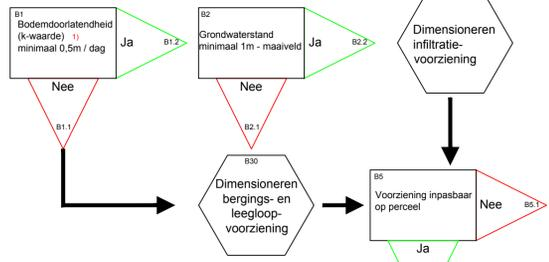 B1
Bodemdoorlatendheid
(k-waarde) 1)
minimaal 0,5m / dag
Ja
B1.2
Nee
B1.1
B2
Grondwaterstand
minimaal 1m - maaiveld
Ja
B2.2
Nee
B2.1
Dimensioneren
infiltratie-
voorziening
B30
Dimensioneren
bergings- en
leegloop-
voorziening
B5
Voorziening inpasbaar
op perceel
Nee
B5.1
Ja